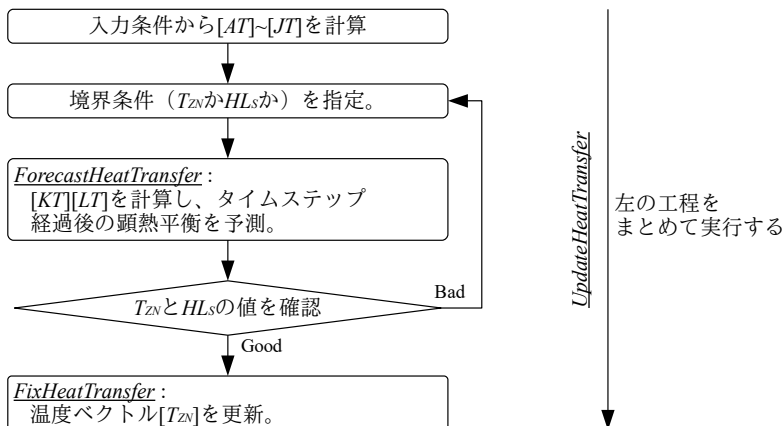 入力条件から[AT]~[JT]を計算
境界条件（TZNかHLSか）を指定。
ForecastHeatTransfer :
[KT][LT]を計算し、タイムステップ
経過後の顕熱平衡を予測。
TZNとHLSの値を確認
Bad
Good
FixHeatTransfer :
温度ベクトル[TZN]を更新。
UpdateHeatTransfer
左の工程を
まとめて実行する